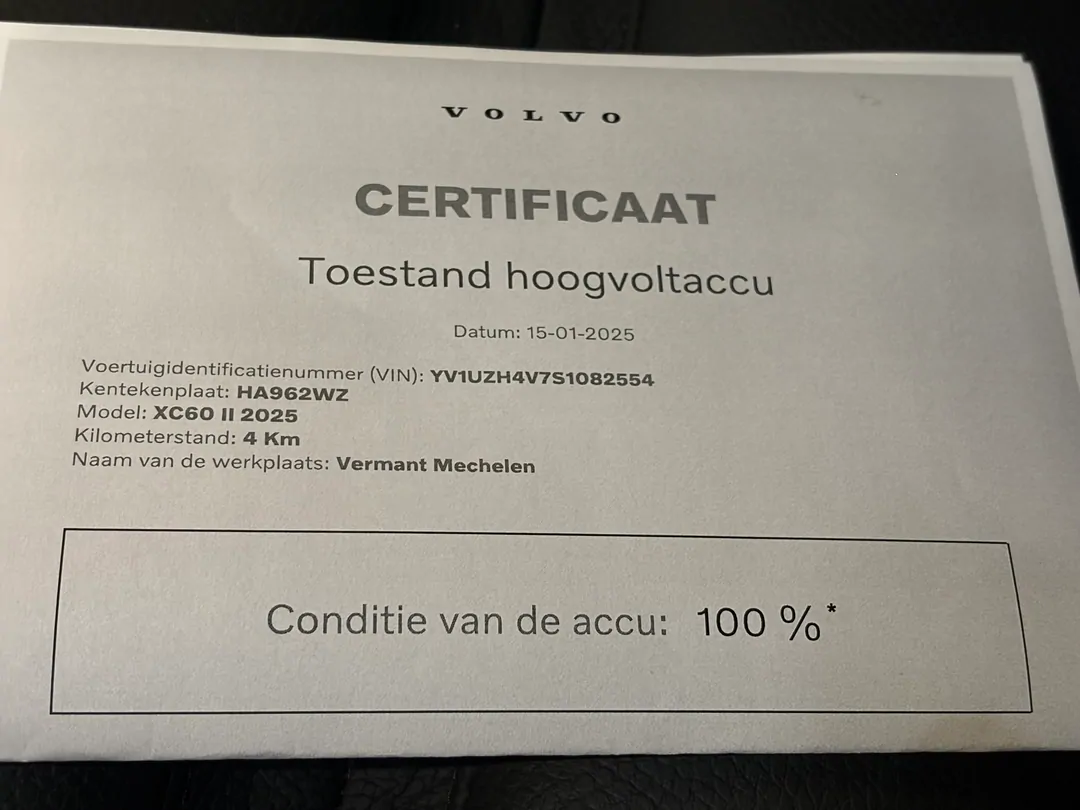 VOLVO
CERTIFICAAT
Toestand hoogvoltaccu
Datum: 15-01-2025
Voertuigidentificatienummer (VIN): YV1UZH4V7S1082554
Kentekenplaat: HA962WZ
Model: XC60 II 2025
Kilometerstand: 4 Km
Naam van de werkplaats: Vermant Mechelen
Conditie van de accu: 100 %*